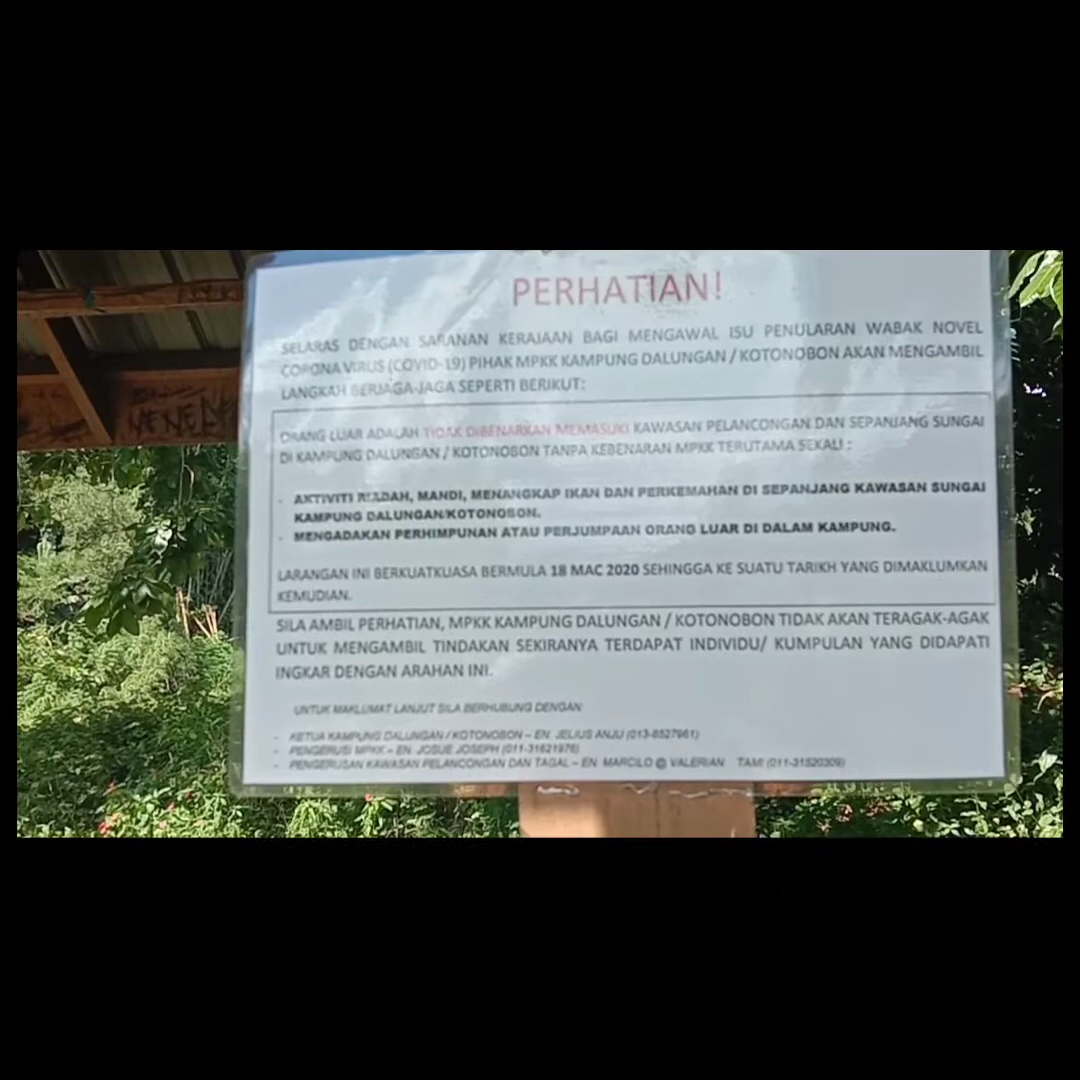 PERHATIAN!
SELARAS DENGAN SARANAN KERAJAAN BAGI MENGAWAL ISU PENULARAN WABAK NOVEL
CORONA VIRUS (COVID-19) PIHAK MPKK KAMPUNG DALUNGAN / KOTONOBON AKAN MENGAMBIL
LANGKAH BERJAGA-JAGA SEPERTI BERIKUT:
ORANG LUAR ADALAH TIDAK DIBENARKAN MEMASUKI KAWASAN PELANCONGAN DAN SEPANJANG SUNGAI
DI KAMPUNG DALUNGAN / KOTONOBON TANPA KEBENARAN MPKK TERUTAMA SEKALI :
- AKTIVITI RIADAH, MANDI, MENANGKAP IKAN DAN PERKEMAHAN DI SEPANJANG KAWASAN SUNGAI
KAMPUNG DALUNGAN/KOTONOBON.
- MENGADAKAN PERHIMPUNAN ATAU PERJUMPAAN ORANG LUAR DI DALAM KAMPUNG.
LARANGAN INI BERKUATKUASA BERMULA 18 MAC 2020 SEHINGGA KE SUATU TARIKH YANG DIMAKLUMKAN
KEMUDIAN.
SILA AMBIL PERHATIAN, MPKK KAMPUNG DALUNGAN / KOTONOBON TIDAK AKAN TERAGAK-AGAK
UNTUK MENGAMBIL TINDAKAN SEKIRANYA TERDAPAT INDIVIDU/ KUMPULAN YANG DIDAPATI
INGKAR DENGAN ARAHAN INI.
UNTUK MAKLUMAT LANJUT SILA BERHUBUNG DENGAN
- KETUA KAMPUNG DALUNGAN / KOTONOBON – EN. JELIUS ANJU (013-8527961)
- PENGERUSI MPKK – EN. JOSUE JOSEPH (011-31621976)
- PENGERUSAN KAWASAN PELANCONGAN DAN TAGAL – EN. MARCILO @ VALERIAN TAMI (011-31520309)